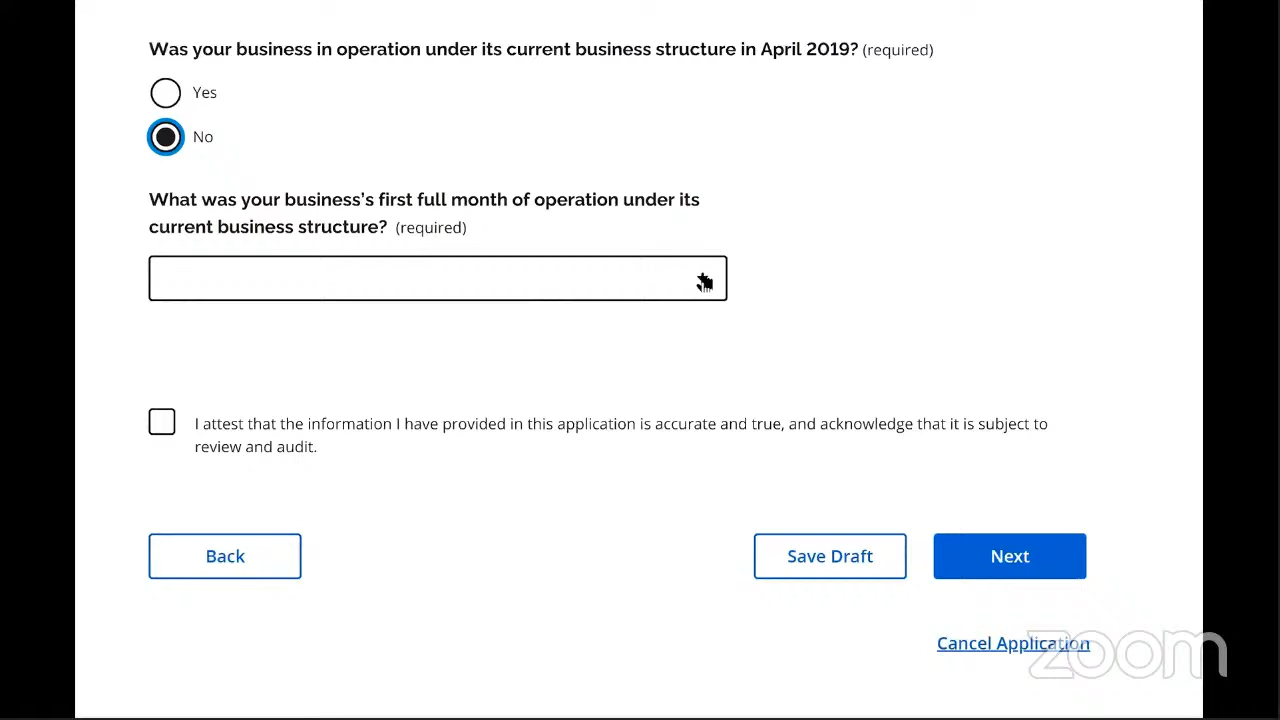 Was your business in operation under its current business structure in April 2019? (required)
Yes
No
What was your business's first full month of operation under its
current business structure? (required)
I attest that the information I have provided in this application is accurate and true, and acknowledge that it is subject to
review and audit.
Back
Save Draft
Next
Cancel Application
zoom